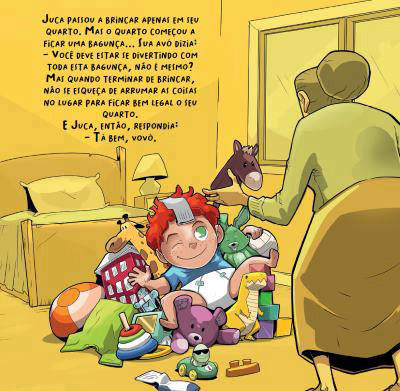 JUCA PASSOU A BRINCAR APENAS EM SEU
QUARTO. MAS O QUARTO COMEÇOU A
FICAR UMA BAGUNÇA... SUA AVÓ DIZIA:
– VOCÊ DEVE ESTAR SE DIVERTINDO COM
TODA ESTA BAGUNÇA, NÃO É MESMO?
MAS QUANDO TERMINAR DE BRINCAR,
NÃO SE ESQUEÇA DE ARRUMAR AS COISAS
NO LUGAR PARA FICAR BEM LEGAL O SEU
QUARTO.
E JUCA, ENTÃO, RESPONDIA:
– TÁ BEM, VOVÓ.